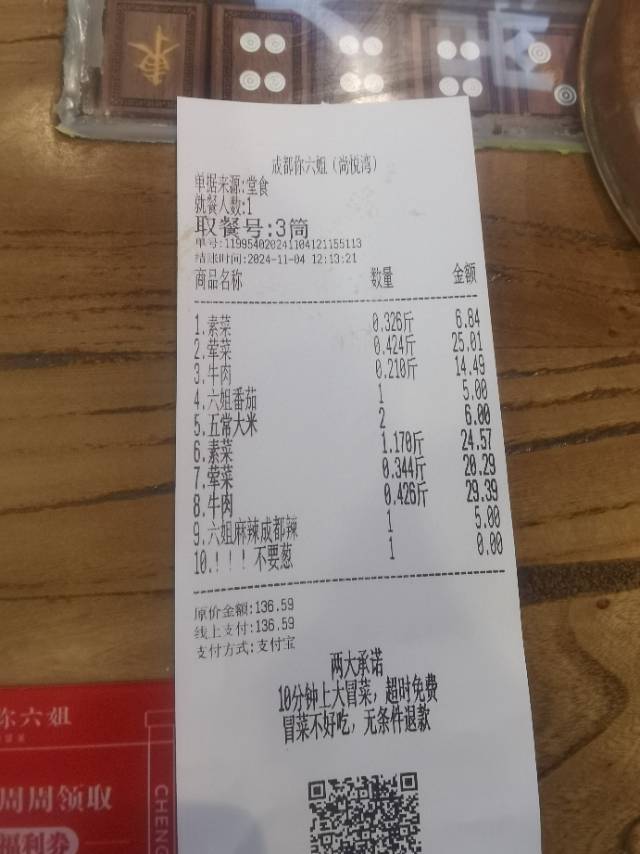 東
成都你六姐（尚悦湾）
单据来源:堂食
就餐人数:1
取餐号:3筒
单号:119954020241104121155113
结账时间:2024-11-04 12:13:21
商品名称 数量 金额
1.素菜 0.326斤 6.84
2.荤菜 0.424斤 25.01
3.牛肉 0.210斤 14.49
4.六姐番茄 1 5.00
5.五常大米 2 6.00
6.素菜 1.170斤 24.57
7.荤菜 0.344斤 20.29
8.牛肉 0.426斤 29.39
9.六姐麻辣成都辣 1 5.00
10.！！！不要葱 1 0.00
原价金额:136.59
线上支付:136.59
支付方式:支付宝
两大承诺
10分钟上大冒菜，超时免费
冒菜不好吃，无条件退款
你六姐
周周领取
福利券
CHENG